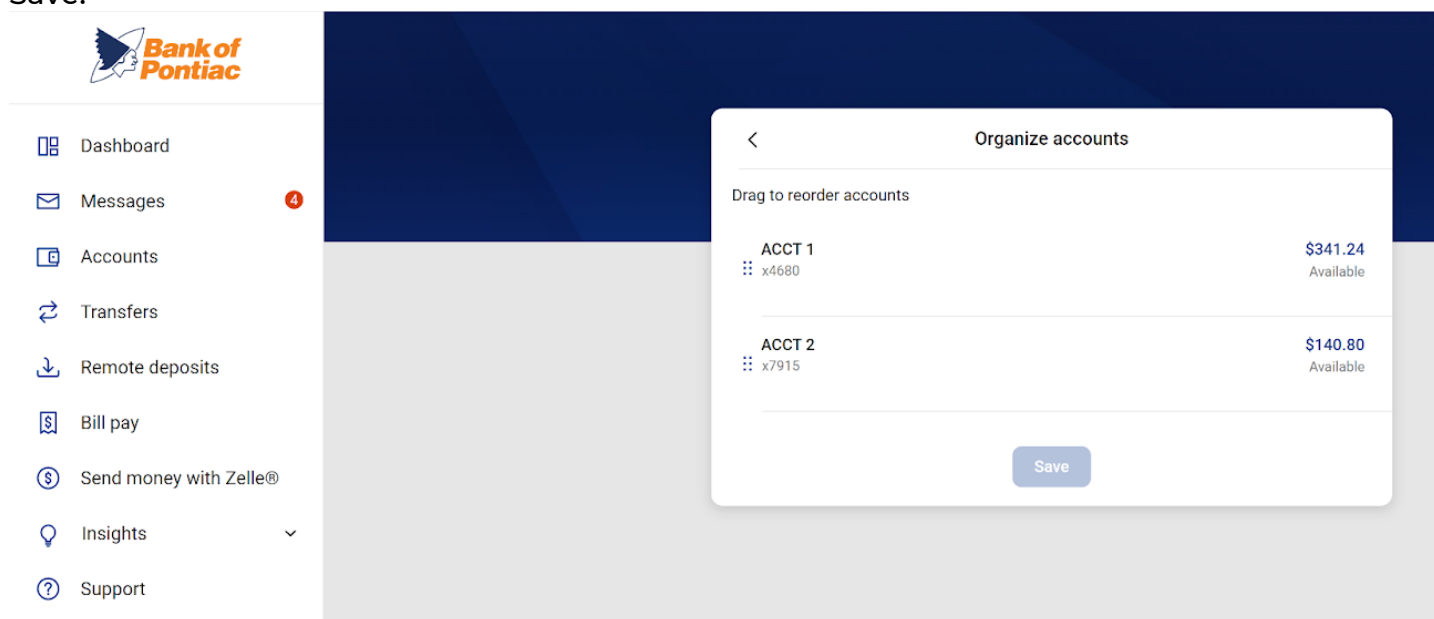 Save.
Bank of
Pontiac
Dashboard
Messages 4
Accounts
Transfers
Remote deposits
Bill pay
Send money with Zelle®
Insights
Support
Organize accounts
Drag to reorder accounts
ACCT 1 $341.24
x4680 Available
ACCT 2 $140.80
x7915 Available
Save